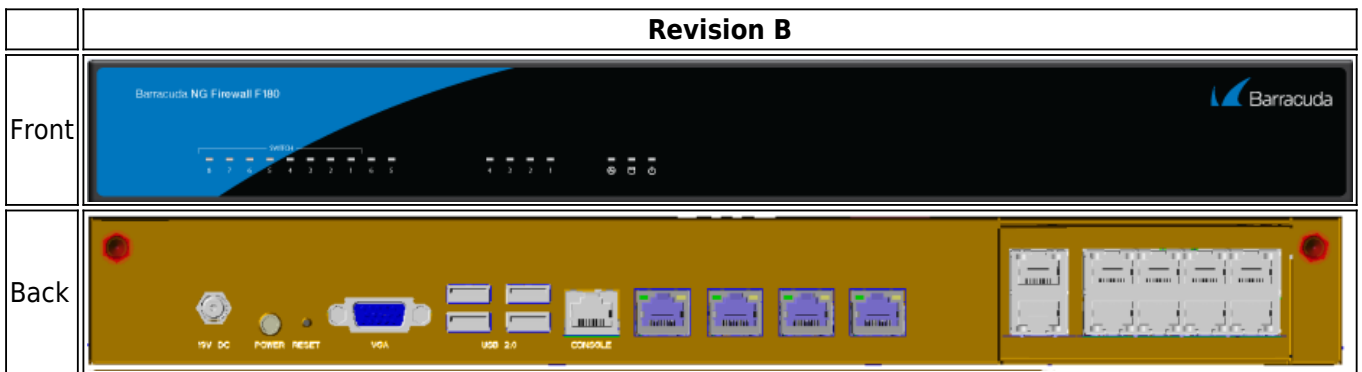 Revision B
Front
Barracuda NG Firewall F180
Barracuda
SWITCH
8 7 6 5 4 3 2 1 6 5 4 3 2 1
Back
19V DC POWER RESET VGA USB 2.0 CONSOLE